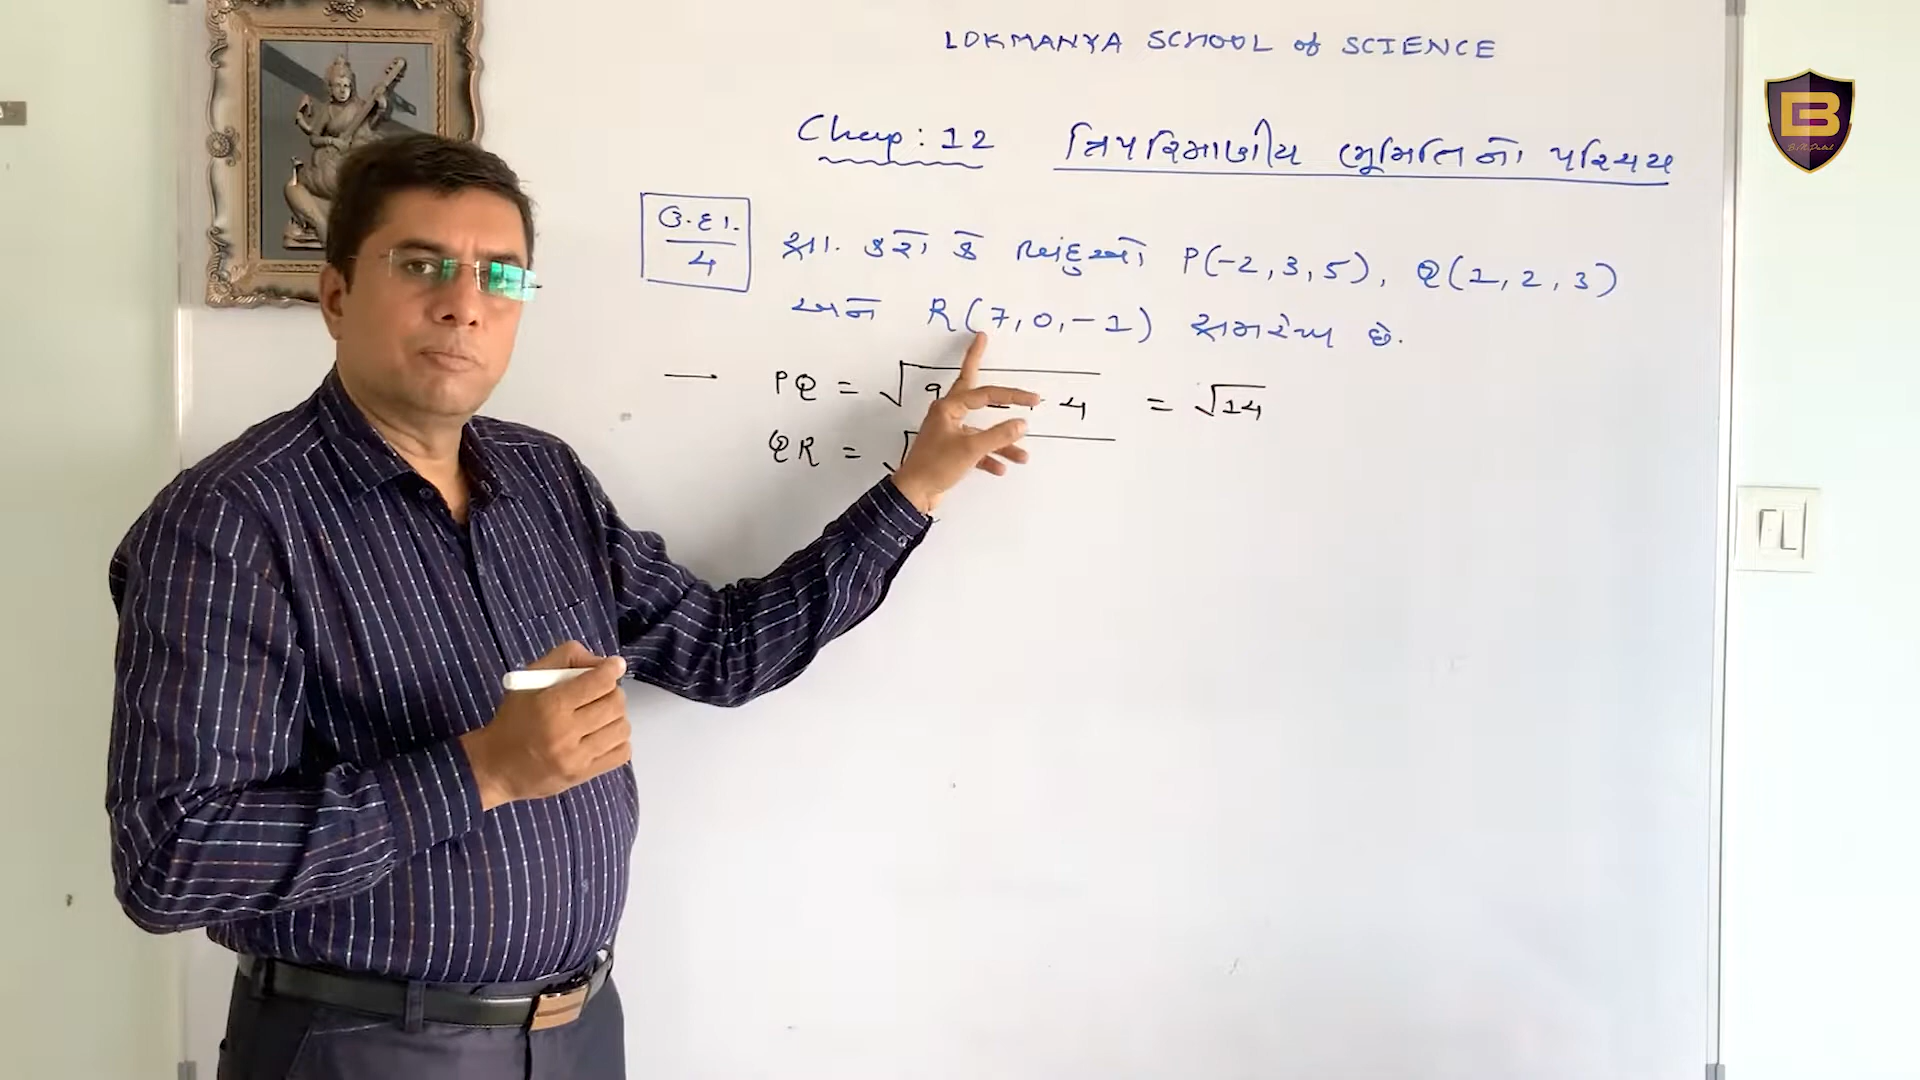 LOKMANYA SCHOOL of SCIENCE
Chap : 12 ત્રિપરિમાણીય ભૂમિતિનો પરિચય
ઉ.દા. 4
સા. કરો કે બિંદુઓ P(-2, 3, 5), Q(1, 2, 3)
અને R(7, 0, -1) સમરેખ છે.
— PQ = √9 4 = √14
QR = √
B
B.N.Patel